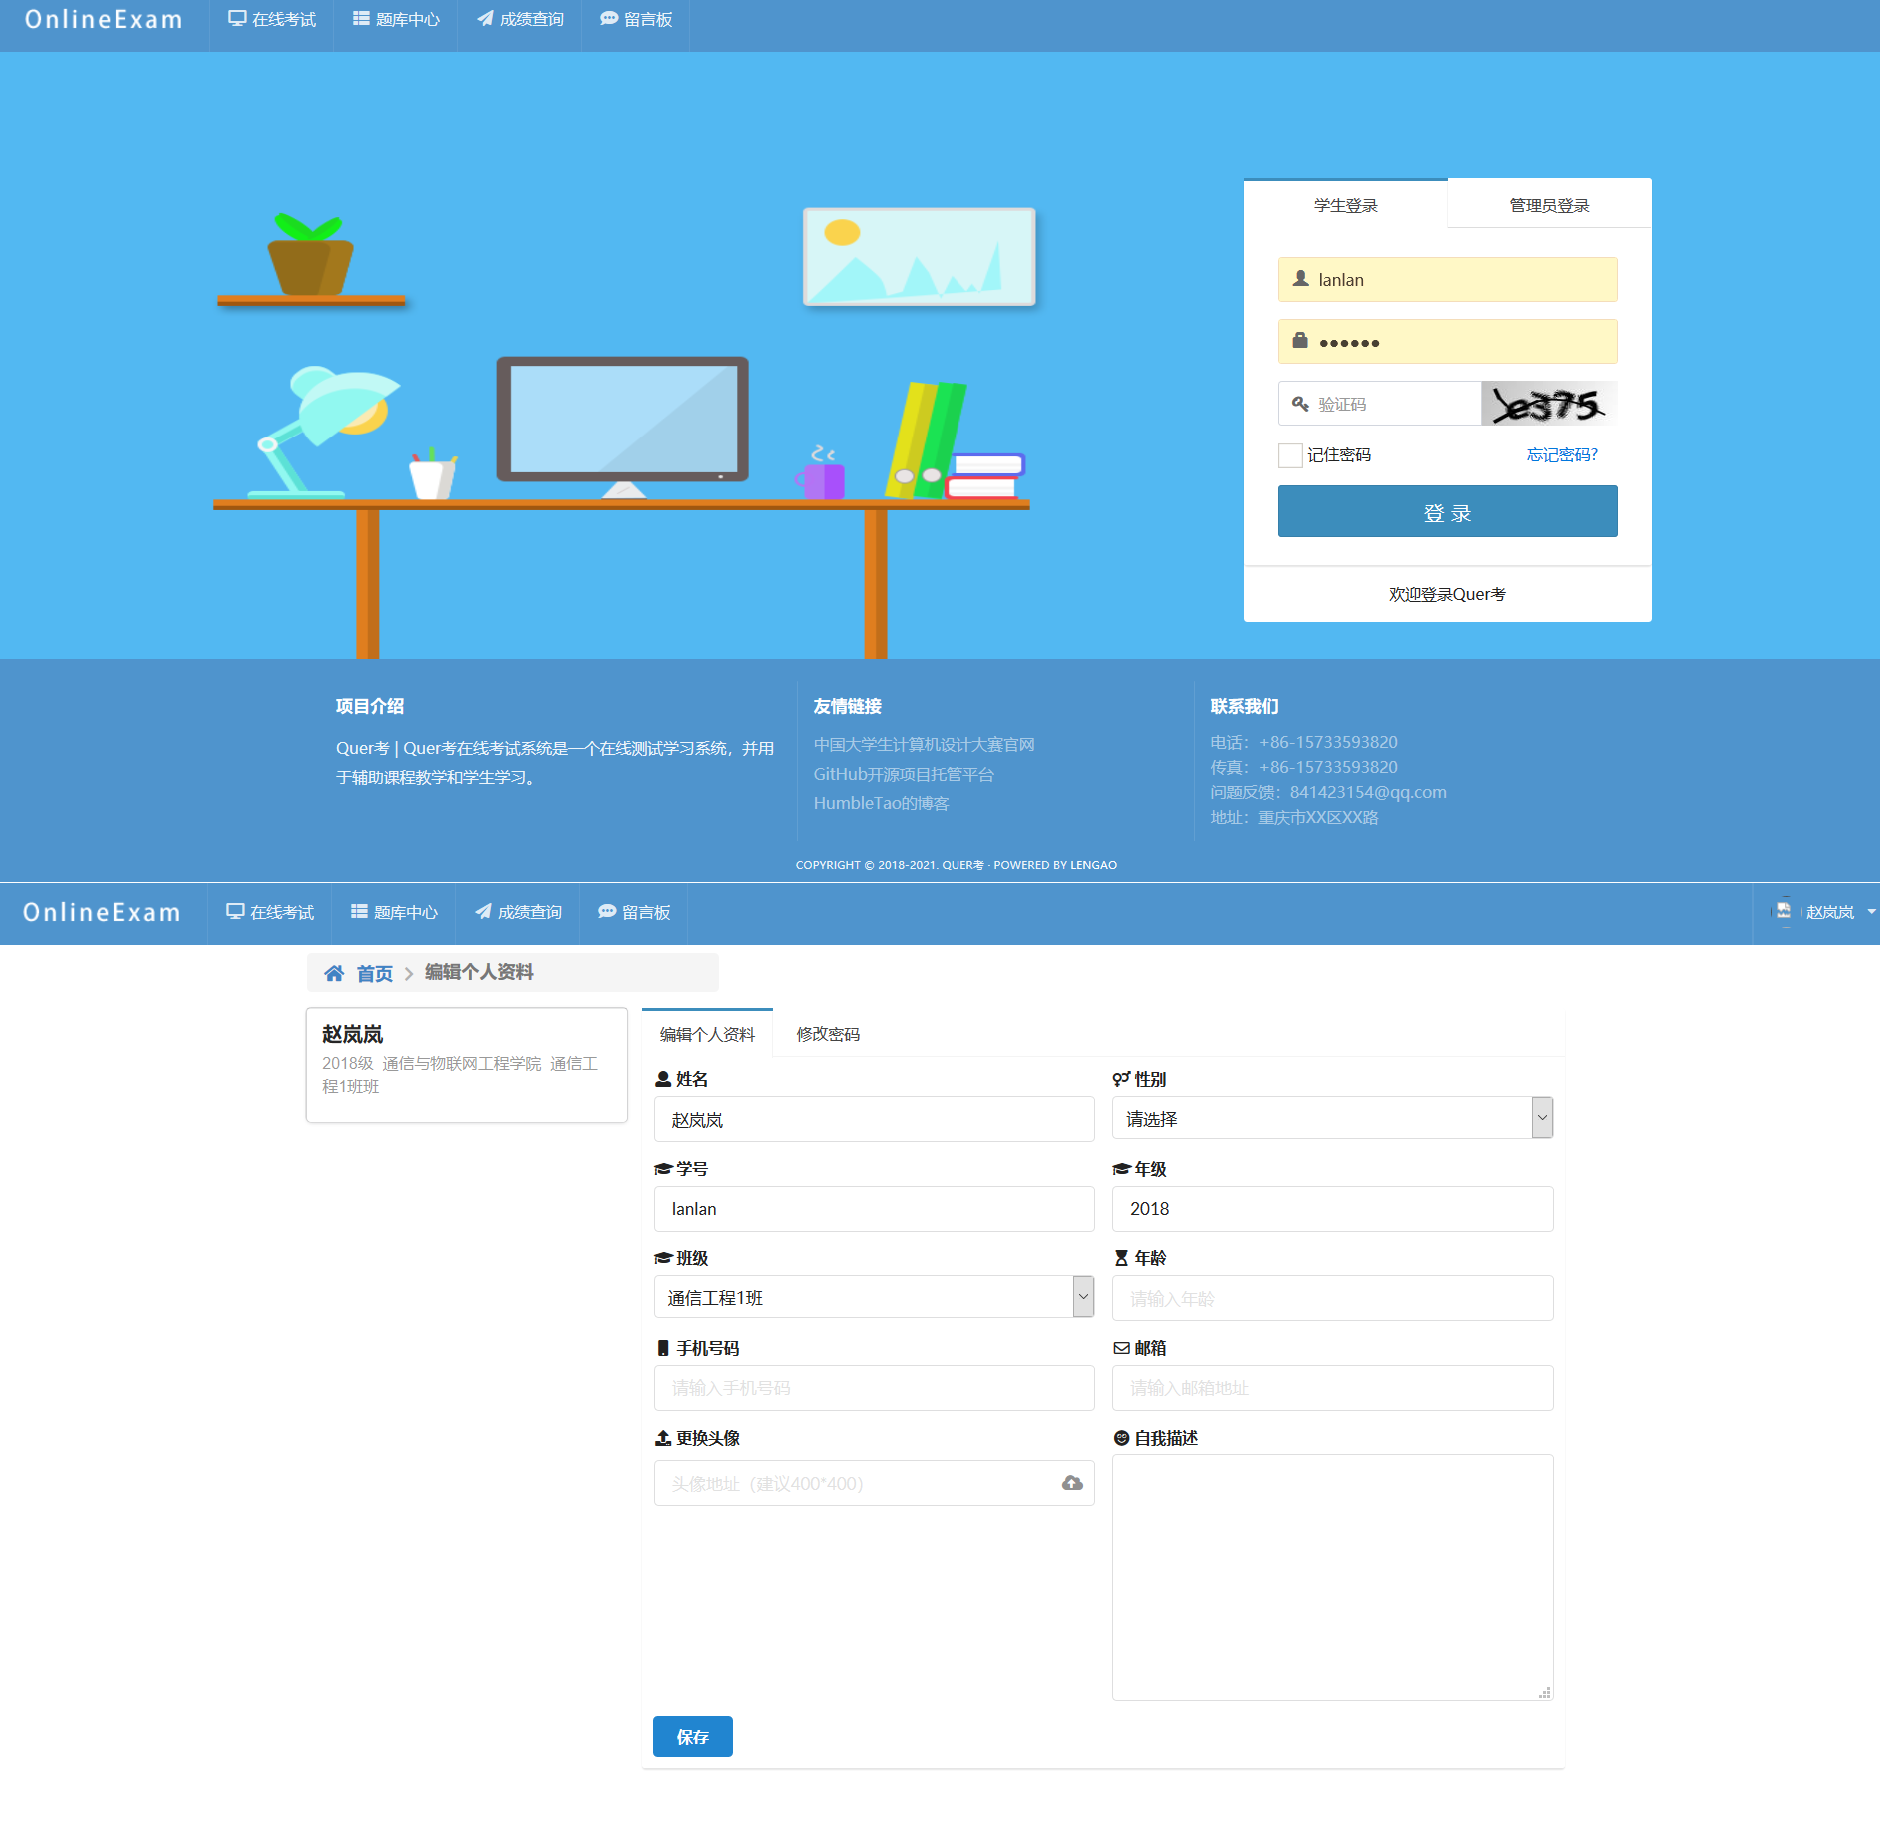 OnlineExam 在线考试 题库中心 成绩查询 留言板
学生登录 管理员登录
lanlan
●●●●●●
验证码 e375
记住密码 忘记密码?
登 录
欢迎登录Quer考
项目介绍
Quer考 | Quer考在线考试系统是一个在线测试学习系统，并用
于辅助课程教学和学生学习。
友情链接
中国大学生计算机设计大赛官网
GitHub开源项目托管平台
HumbleTao的博客
联系我们
电话：+86-15733593820
传真：+86-15733593820
问题反馈：841423154@qq.com
地址：重庆市XX区XX路
COPYRIGHT © 2018-2021. QUER考 · POWERED BY LENGAO
OnlineExam 在线考试 题库中心 成绩查询 留言板 赵岚岚
首页 编辑个人资料
赵岚岚
2018级 通信与物联网工程学院 通信工
程1班班
编辑个人资料 修改密码
姓名 性别
赵岚岚 请选择
学号 年级
lanlan 2018
班级 年龄
通信工程1班 请输入年龄
手机号码 邮箱
请输入手机号码 请输入邮箱地址
更换头像 自我描述
头像地址（建议400*400）
保存